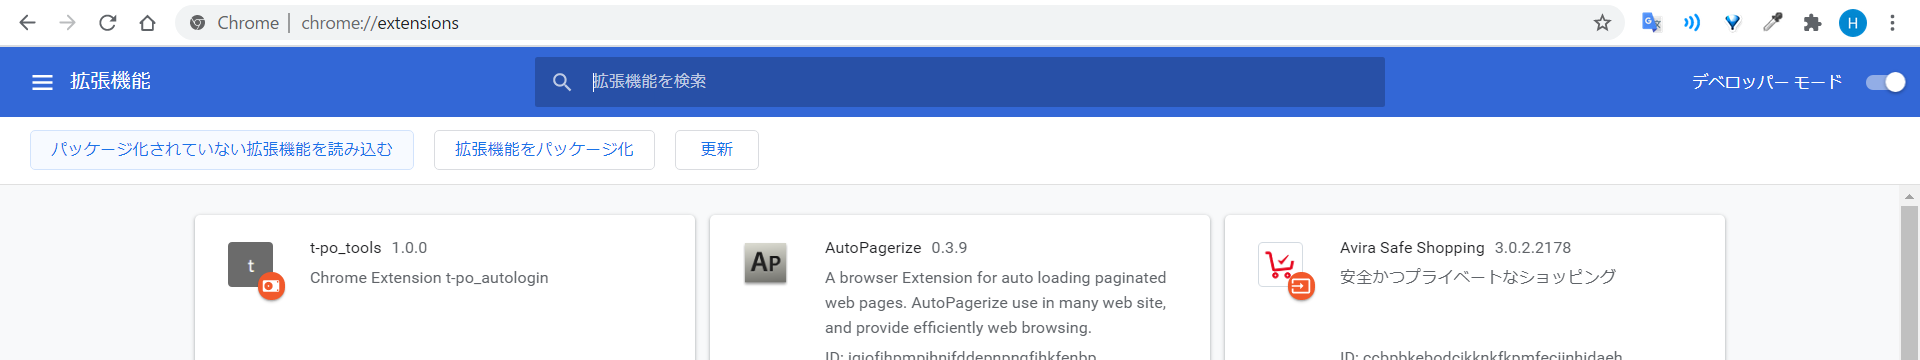 Chrome | chrome://extensions
H
拡張機能
拡張機能を検索
デベロッパー モード
パッケージ化されていない拡張機能を読み込む
拡張機能をパッケージ化
更新
t
t-po_tools 1.0.0
Chrome Extension t-po_autologin
AP
AutoPagerize 0.3.9
A browser Extension for auto loading paginated
web pages. AutoPagerize use in many web site,
and provide efficiently web browsing.
Avira Safe Shopping 3.0.2.2178
安全かつプライベートなショッピング